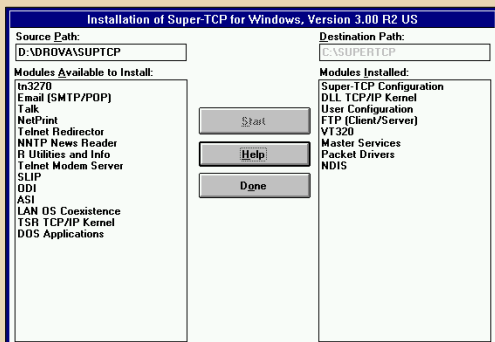 Installation of Super-TCP for Windows, Version 3.00 R2 US
Source Path:
D:\DROVA\SUPTCP
Destination Path:
C:\SUPERTCP
Modules Available to Install:
tn3270
Email (SMTP/POP)
Talk
NetPrint
Telnet Redirector
NNTP News Reader
R Utilities and Info
Telnet Modem Server
SLIP
ODI
ASI
LAN OS Coexistence
TSR TCP/IP Kernel
DOS Applications
Start
Help
Done
Modules Installed:
Super-TCP Configuration
DLL TCP/IP Kernel
User Configuration
FTP (Client/Server)
VT320
Master Services
Packet Drivers
NDIS